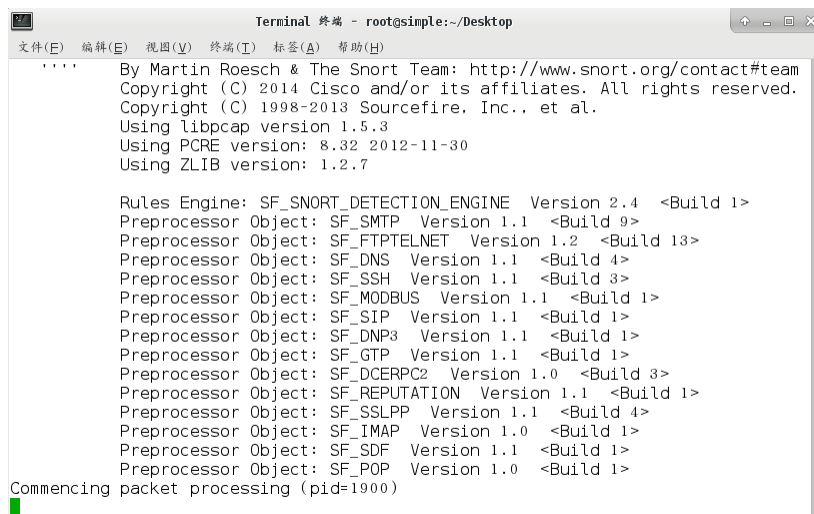 Terminal 终端 - root@simple:~/Desktop
文件(F) 编辑(E) 视图(V) 终端(T) 标签(A) 帮助(H)
'''' By Martin Roesch & The Snort Team: http://www.snort.org/contact#team
Copyright (C) 2014 Cisco and/or its affiliates. All rights reserved.
Copyright (C) 1998-2013 Sourcefire, Inc., et al.
Using libpcap version 1.5.3
Using PCRE version: 8.32 2012-11-30
Using ZLIB version: 1.2.7
Rules Engine: SF_SNORT_DETECTION_ENGINE Version 2.4 <Build 1>
Preprocessor Object: SF_SMTP Version 1.1 <Build 9>
Preprocessor Object: SF_FTPTELNET Version 1.2 <Build 13>
Preprocessor Object: SF_DNS Version 1.1 <Build 4>
Preprocessor Object: SF_SSH Version 1.1 <Build 3>
Preprocessor Object: SF_MODBUS Version 1.1 <Build 1>
Preprocessor Object: SF_SIP Version 1.1 <Build 1>
Preprocessor Object: SF_DNP3 Version 1.1 <Build 1>
Preprocessor Object: SF_GTP Version 1.1 <Build 1>
Preprocessor Object: SF_DCERPC2 Version 1.0 <Build 3>
Preprocessor Object: SF_REPUTATION Version 1.1 <Build 1>
Preprocessor Object: SF_SSLPP Version 1.1 <Build 4>
Preprocessor Object: SF_IMAP Version 1.0 <Build 1>
Preprocessor Object: SF_SDF Version 1.1 <Build 1>
Preprocessor Object: SF_POP Version 1.0 <Build 1>
Commencing packet processing (pid=1900)